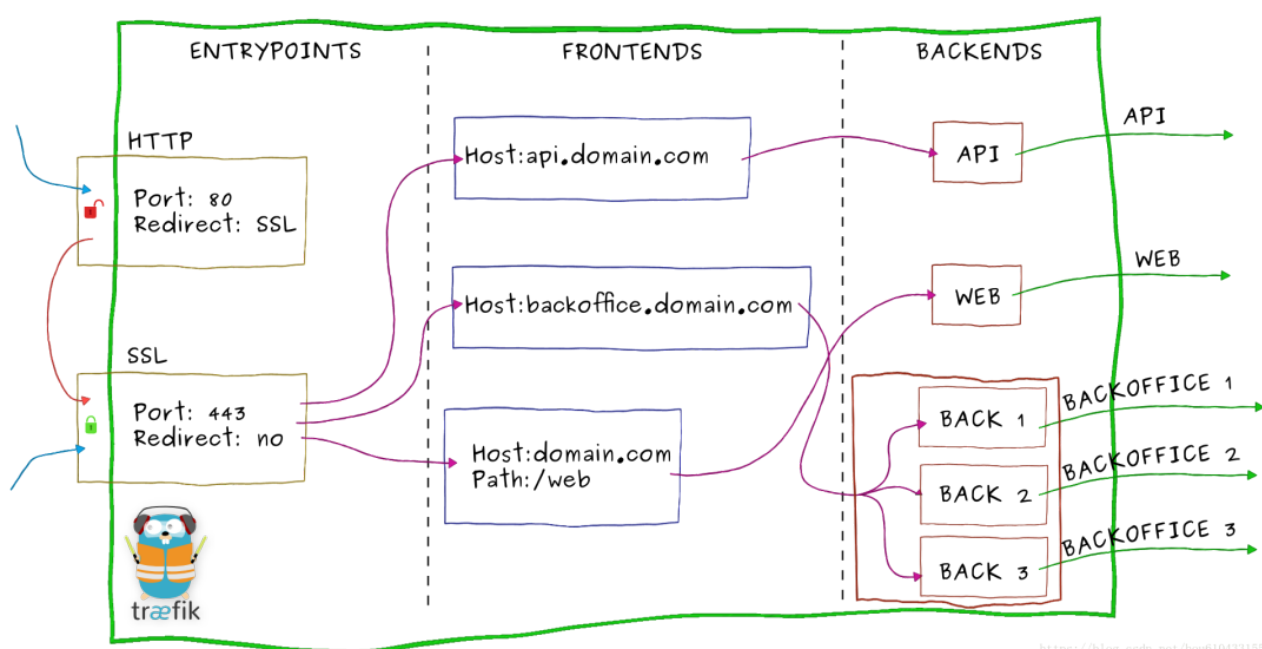 ENTRYPOINTS
FRONTENDS
BACKENDS
HTTP
Port: 80
Redirect: SSL
SSL
Port: 443
Redirect: no
træfik
Host:api.domain.com
Host:backoffice.domain.com
Host:domain.com
Path:/web
API
WEB
BACK 1
BACK 2
BACK 3
API
WEB
BACKOFFICE 1
BACKOFFICE 2
BACKOFFICE 3